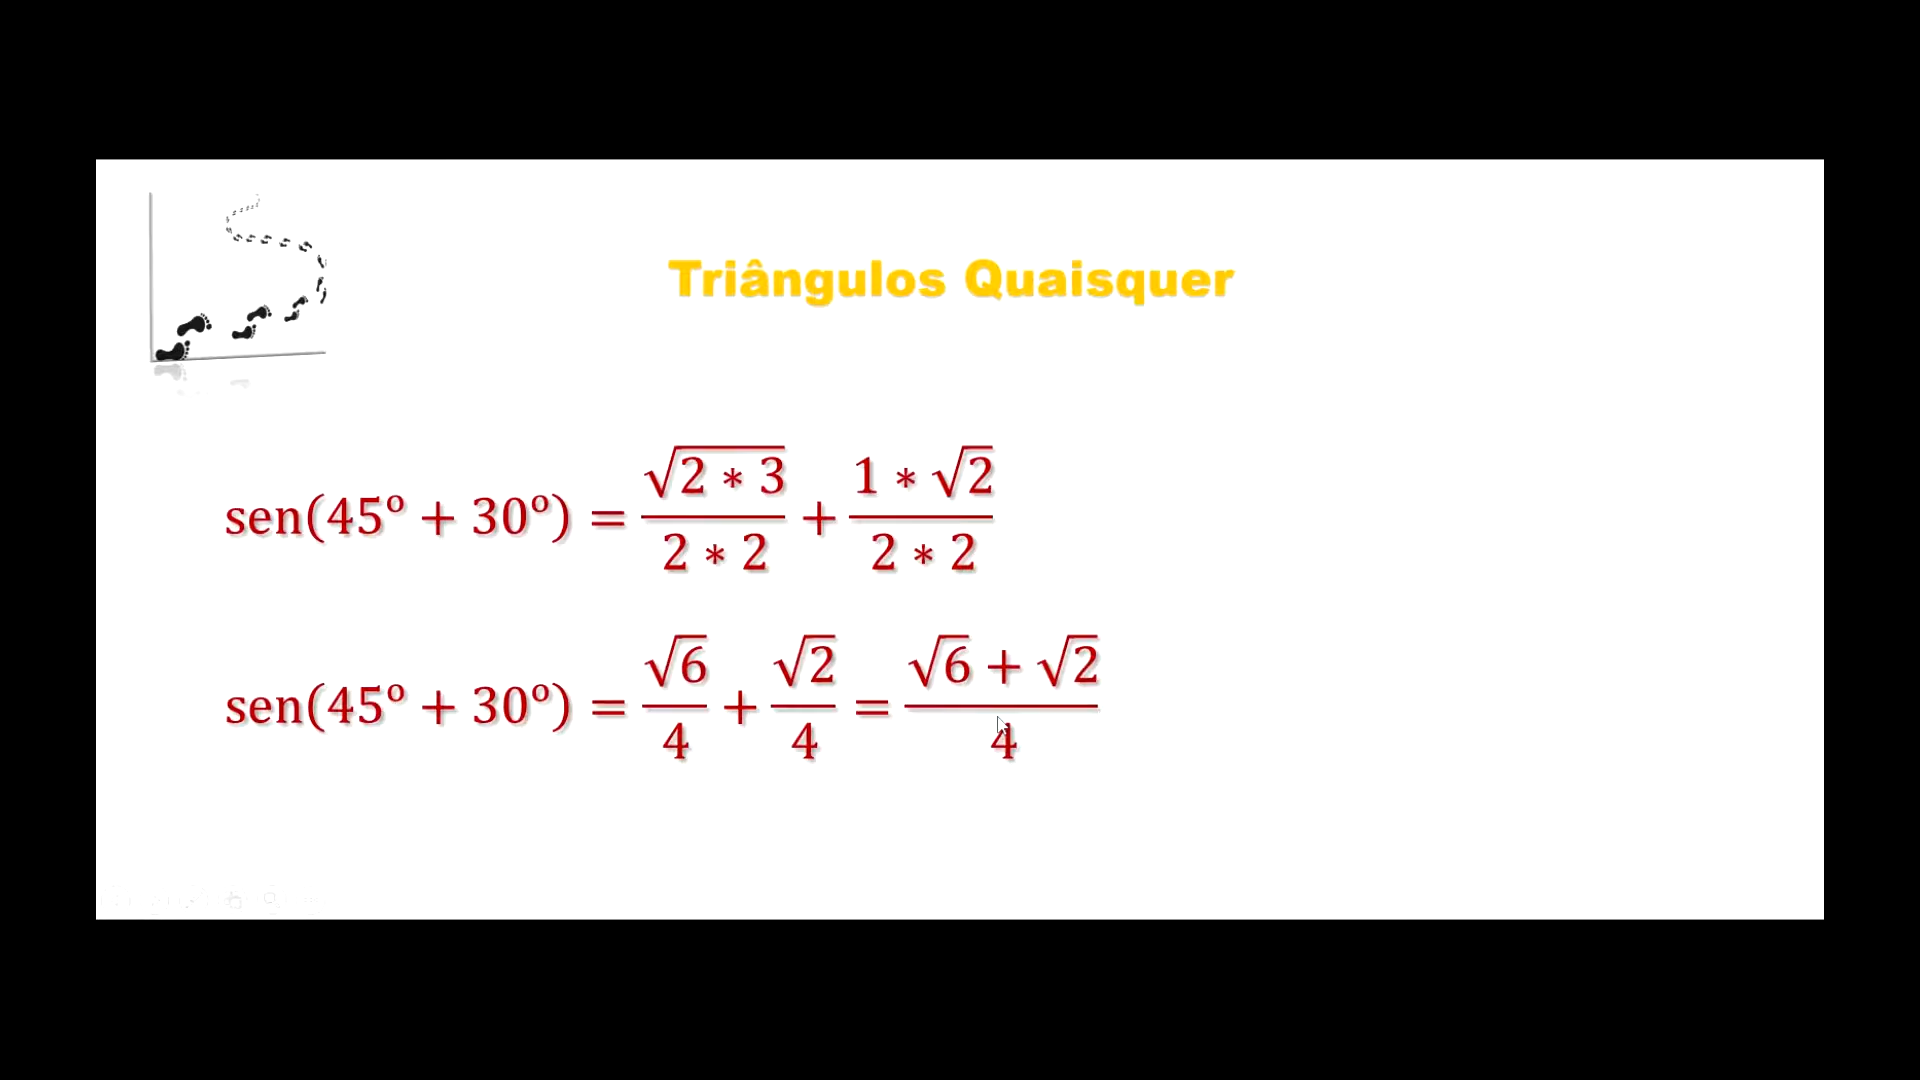 Triângulos Quaisquer
sen(45º + 30º) = √(2 * 3)/(2 * 2) + (1 * √2)/(2 * 2)
sen(45º + 30º) = √6/4 + √2/4 = (√6 + √2)/4